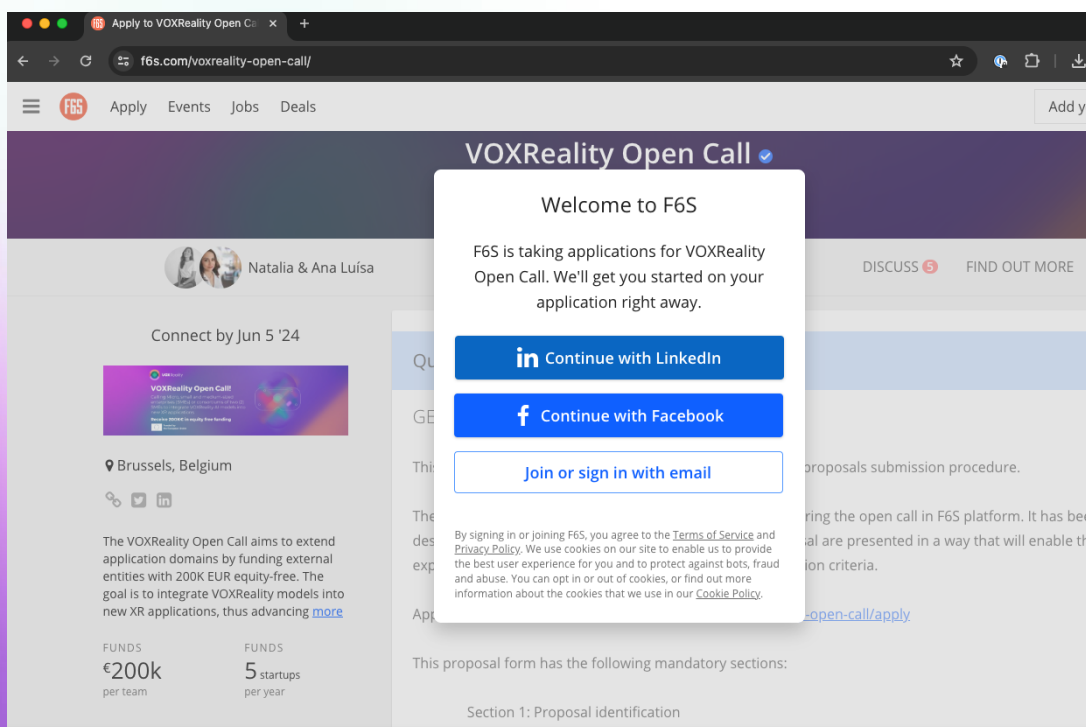 Apply to VOXReality Open Ca
f6s.com/voxreality-open-call/
F6S
Apply Events Jobs Deals
Add y
VOXReality Open Call
Natalia & Ana Luísa
DISCUSS 5 FIND OUT MORE
Welcome to F6S
F6S is taking applications for VOXReality
Open Call. We'll get you started on your
application right away.
in Continue with LinkedIn
f Continue with Facebook
Join or sign in with email
By signing in or joining F6S, you agree to the Terms of Service and
Privacy Policy. We use cookies on our site to enable us to provide
the best user experience for you and to protect against bots, fraud
and abuse. You can opt in or out of cookies, or find out more
information about the cookies that we use in our Cookie Policy.
Connect by Jun 5 '24
VOXReality Open Call!
Brussels, Belgium
The VOXReality Open Call aims to extend
application domains by funding external
entities with 200K EUR equity-free. The
goal is to integrate VOXReality models into
new XR applications, thus advancing more
FUNDS FUNDS
€200k 5 startups
per team per year
Qu
GE
This proposals submission procedure.
The ring the open call in F6S platform. It has bee
des al are presented in a way that will enable th
exp ion criteria.
App -open-call/apply
This proposal form has the following mandatory sections:
Section 1: Proposal identification